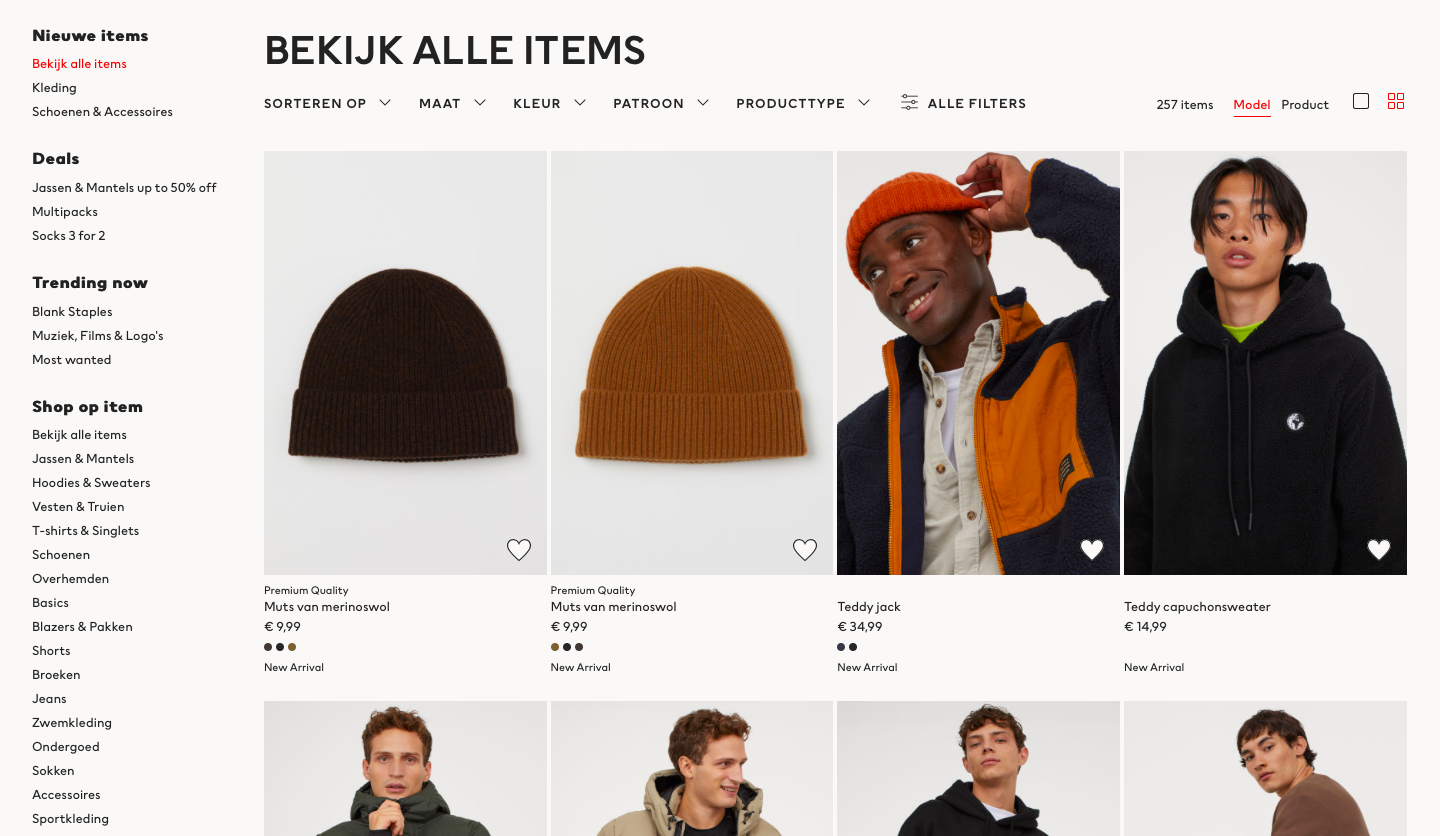 Nieuwe items
Bekijk alle items
Kleding
Schoenen & Accessoires
Deals
Jassen & Mantels up to 50% off
Multipacks
Socks 3 for 2
Trending now
Blank Staples
Muziek, Films & Logo's
Most wanted
Shop op item
Bekijk alle items
Jassen & Mantels
Hoodies & Sweaters
Vesten & Truien
T-shirts & Singlets
Schoenen
Overhemden
Basics
Blazers & Pakken
Shorts
Broeken
Jeans
Zwemkleding
Ondergoed
Sokken
Accessoires
Sportkleding
BEKIJK ALLE ITEMS
SORTEREN OP MAAT KLEUR PATROON PRODUCTTYPE ALLE FILTERS
257 items Model Product
Premium Quality
Muts van merinoswol
€ 9,99
New Arrival
Premium Quality
Muts van merinoswol
€ 9,99
New Arrival
Teddy jack
€ 34,99
New Arrival
Teddy capuchonsweater
€ 14,99
New Arrival